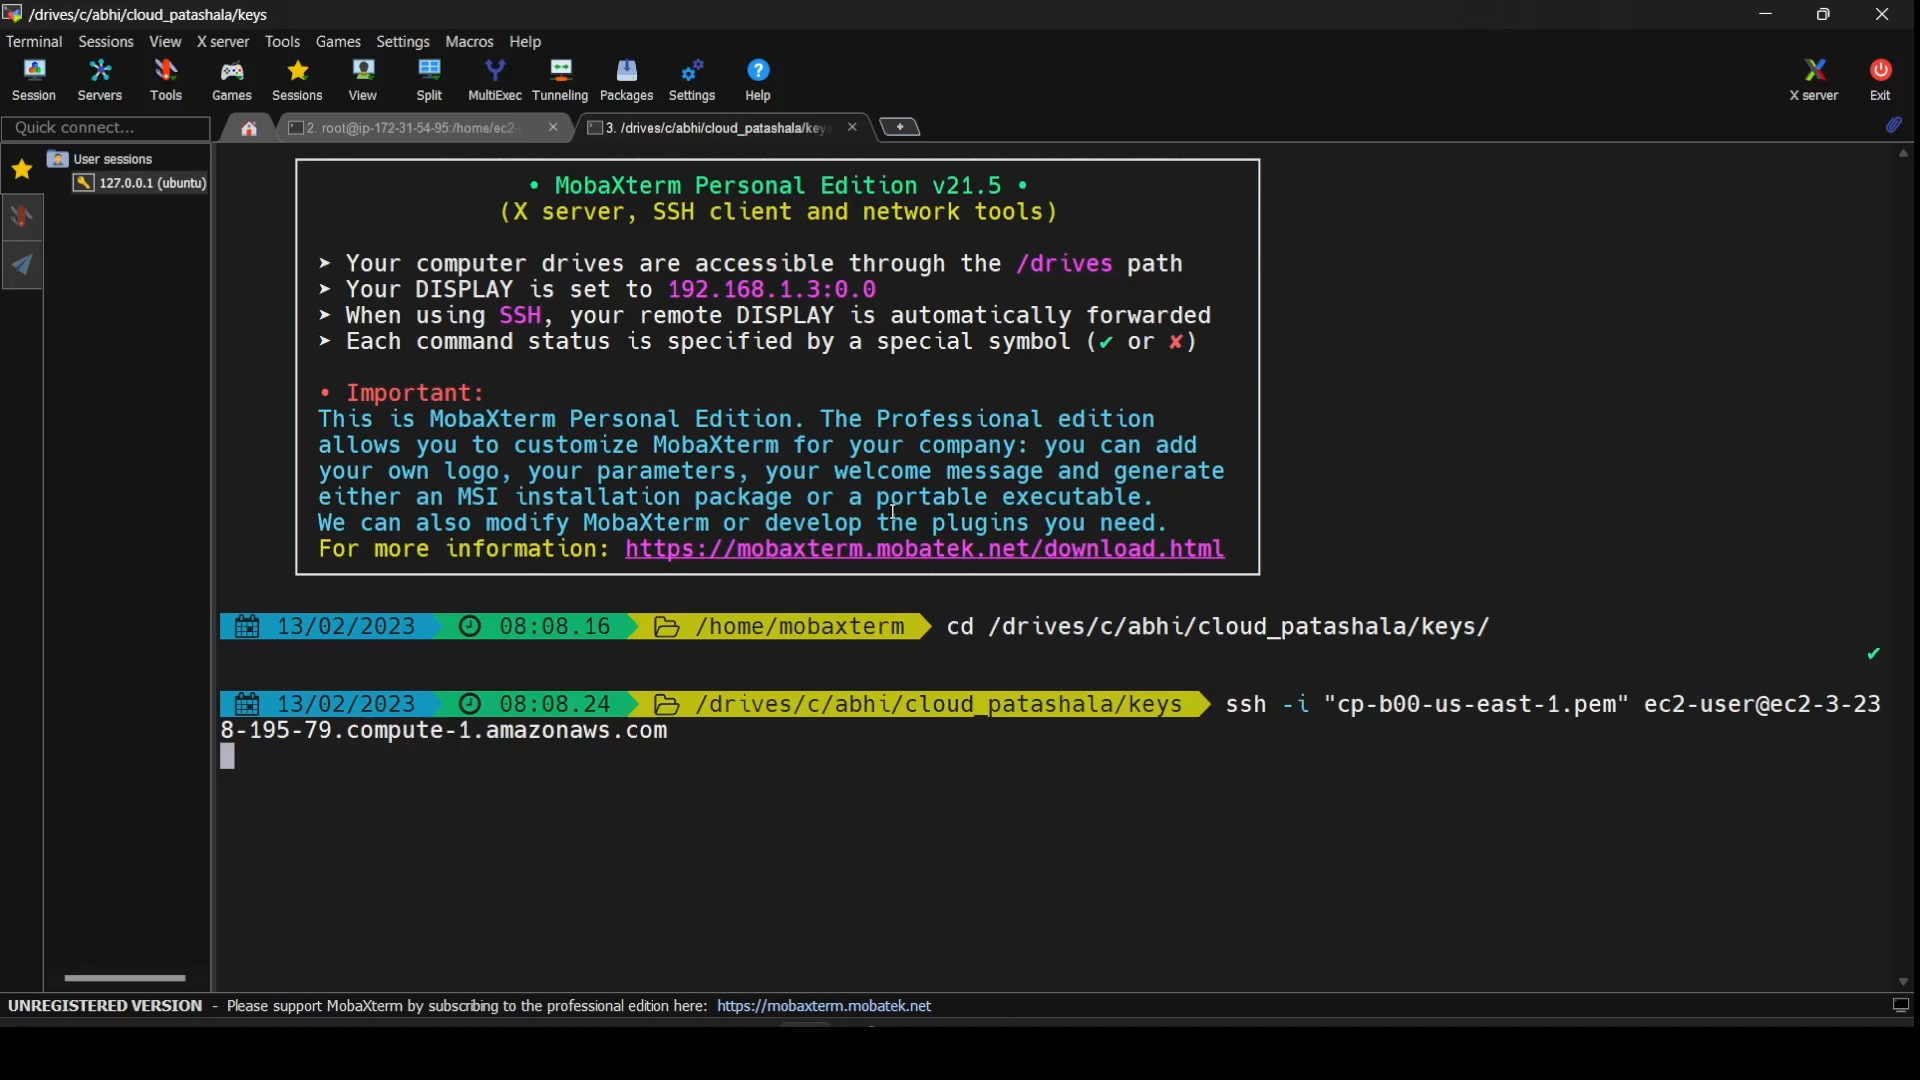 /drives/c/abhi/cloud_patashala/keys
Terminal Sessions View X server Tools Games Settings Macros Help
Session Servers Tools Games Sessions View Split MultiExec Tunneling Packages Settings Help X server Exit
Quick connect... 2. root@ip-172-31-54-95:/home/ec2- 3. /drives/c/abhi/cloud_patashala/key
User sessions
127.0.0.1 (ubuntu)
• MobaXterm Personal Edition v21.5 •
(X server, SSH client and network tools)
➤ Your computer drives are accessible through the /drives path
➤ Your DISPLAY is set to 192.168.1.3:0.0
➤ When using SSH, your remote DISPLAY is automatically forwarded
➤ Each command status is specified by a special symbol (✔ or ✘)
• Important:
This is MobaXterm Personal Edition. The Professional edition
allows you to customize MobaXterm for your company: you can add
your own logo, your parameters, your welcome message and generate
either an MSI installation package or a portable executable.
We can also modify MobaXterm or develop the plugins you need.
For more information: https://mobaxterm.mobatek.net/download.html
13/02/2023 08:08.16 /home/mobaxterm cd /drives/c/abhi/cloud_patashala/keys/
✔
13/02/2023 08:08.24 /drives/c/abhi/cloud_patashala/keys ssh -i "cp-b00-us-east-1.pem" ec2-user@ec2-3-23
8-195-79.compute-1.amazonaws.com
UNREGISTERED VERSION - Please support MobaXterm by subscribing to the professional edition here: https://mobaxterm.mobatek.net